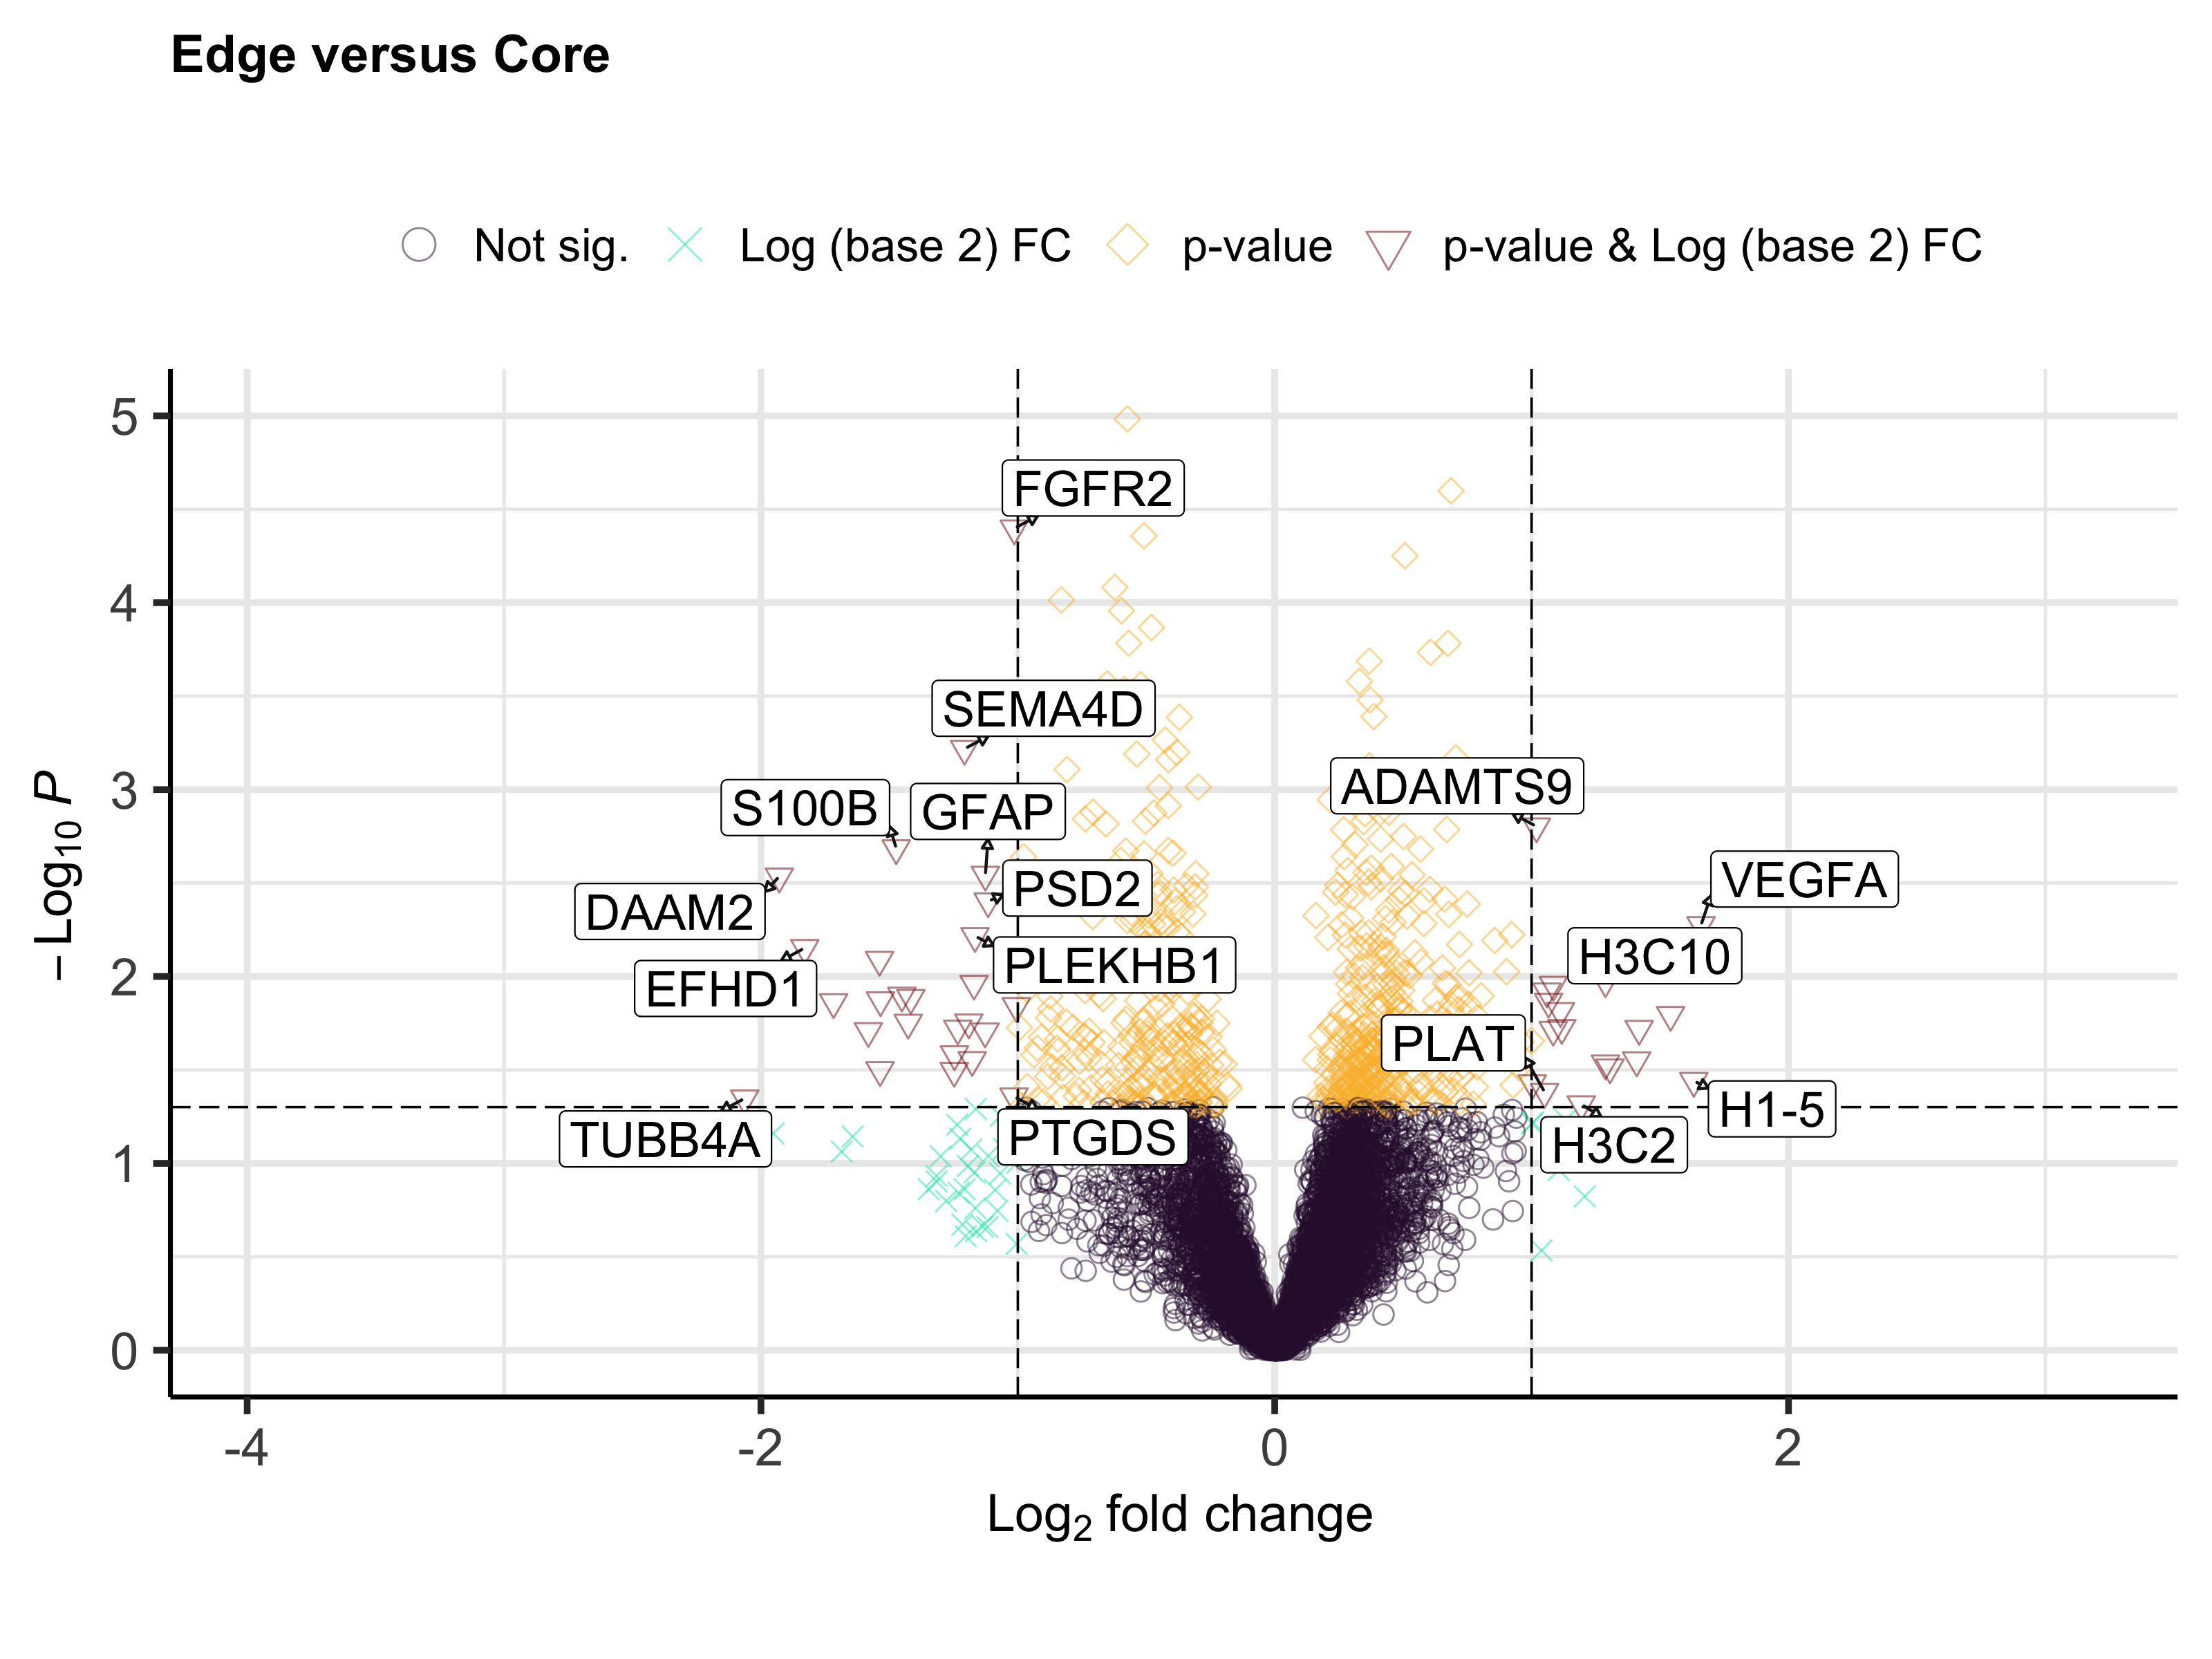 Edge versus Core
Not sig. Log (base 2) FC p-value p-value & Log (base 2) FC
5
4
3
2
1
0
−Log10 P
FGFR2
SEMA4D
ADAMTS9
S100B
GFAP
VEGFA
PSD2
DAAM2
H3C10
PLEKHB1
EFHD1
PLAT
H1-5
PTGDS
TUBB4A
H3C2
-4 -2 0 2
Log2 fold change